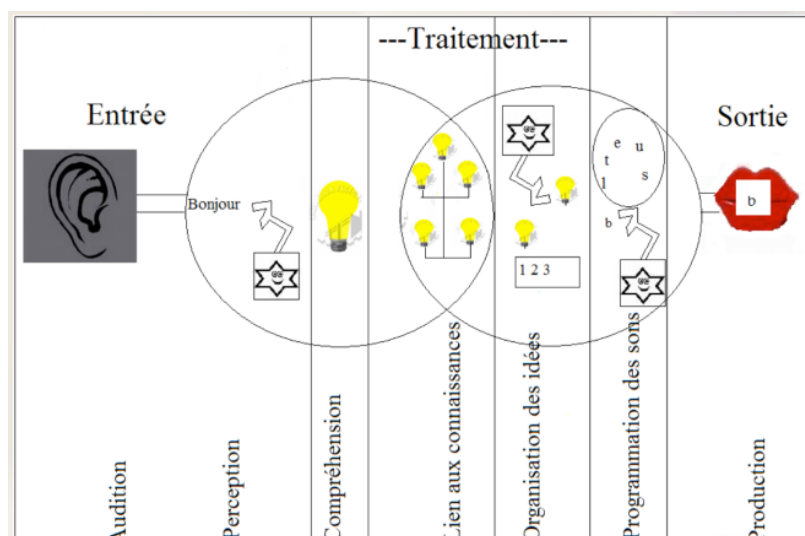 ---Traitement---
Entrée
Sortie
Bonjour
e
u
t
l
s
b
b
1 2 3
Audition
Perception
Compréhension
Lien aux connaissances
Organisation des idées
Programmation des sons
Production